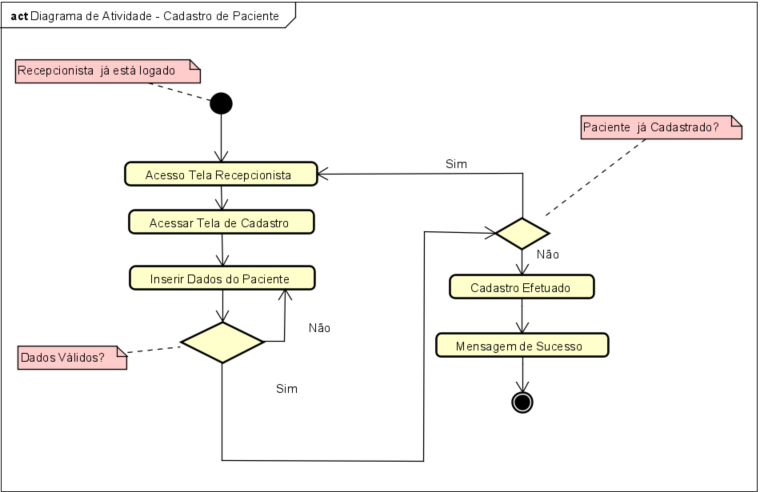 act Diagrama de Atividade - Cadastro de Paciente
Recepcionista já está logado
Paciente já Cadastrado?
Sim
Acesso Tela Recepcionista
Acessar Tela de Cadastro
Não
Inserir Dados do Paciente
Cadastro Efetuado
Não
Mensagem de Sucesso
Dados Válidos?
Sim